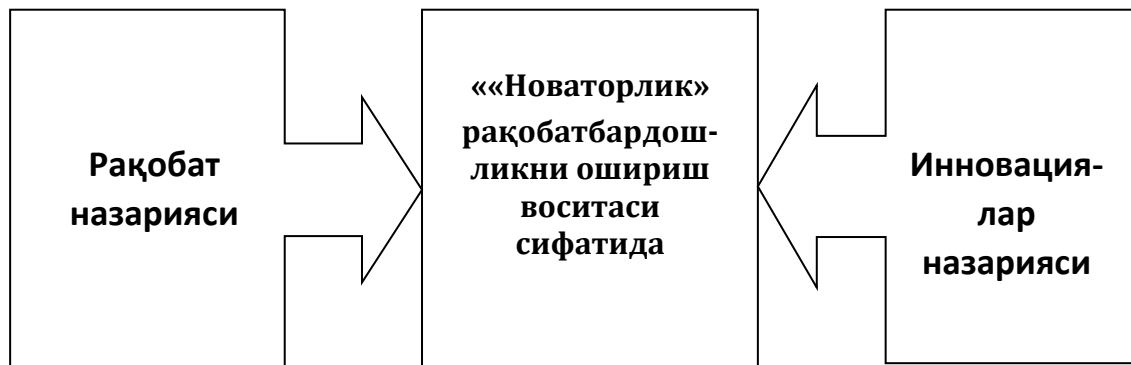 Рақобат
назарияси
««Новаторлик»
рақобатбардош-
ликни ошириш
воситаси
сифатида
Инновация-
лар
назарияси